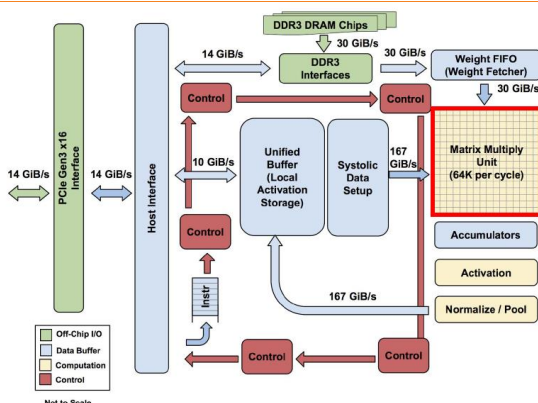 DDR3 DRAM Chips
30 GiB/s
14 GiB/s
30 GiB/s
DDR3
Interfaces
Weight FIFO
(Weight Fetcher)
30 GiB/s
Control
Control
14 GiB/s
PCIe Gen3 x16
Interface
14 GiB/s
Host Interface
10 GiB/s
Unified
Buffer
(Local
Activation
Storage)
Systolic
Data
Setup
167
GiB/s
Matrix Multiply
Unit
(64K per cycle)
Control
Accumulators
Activation
Instr
167 GiB/s
Normalize / Pool
Off-Chip I/O
Data Buffer
Computation
Control
Control
Control
Not to Scale